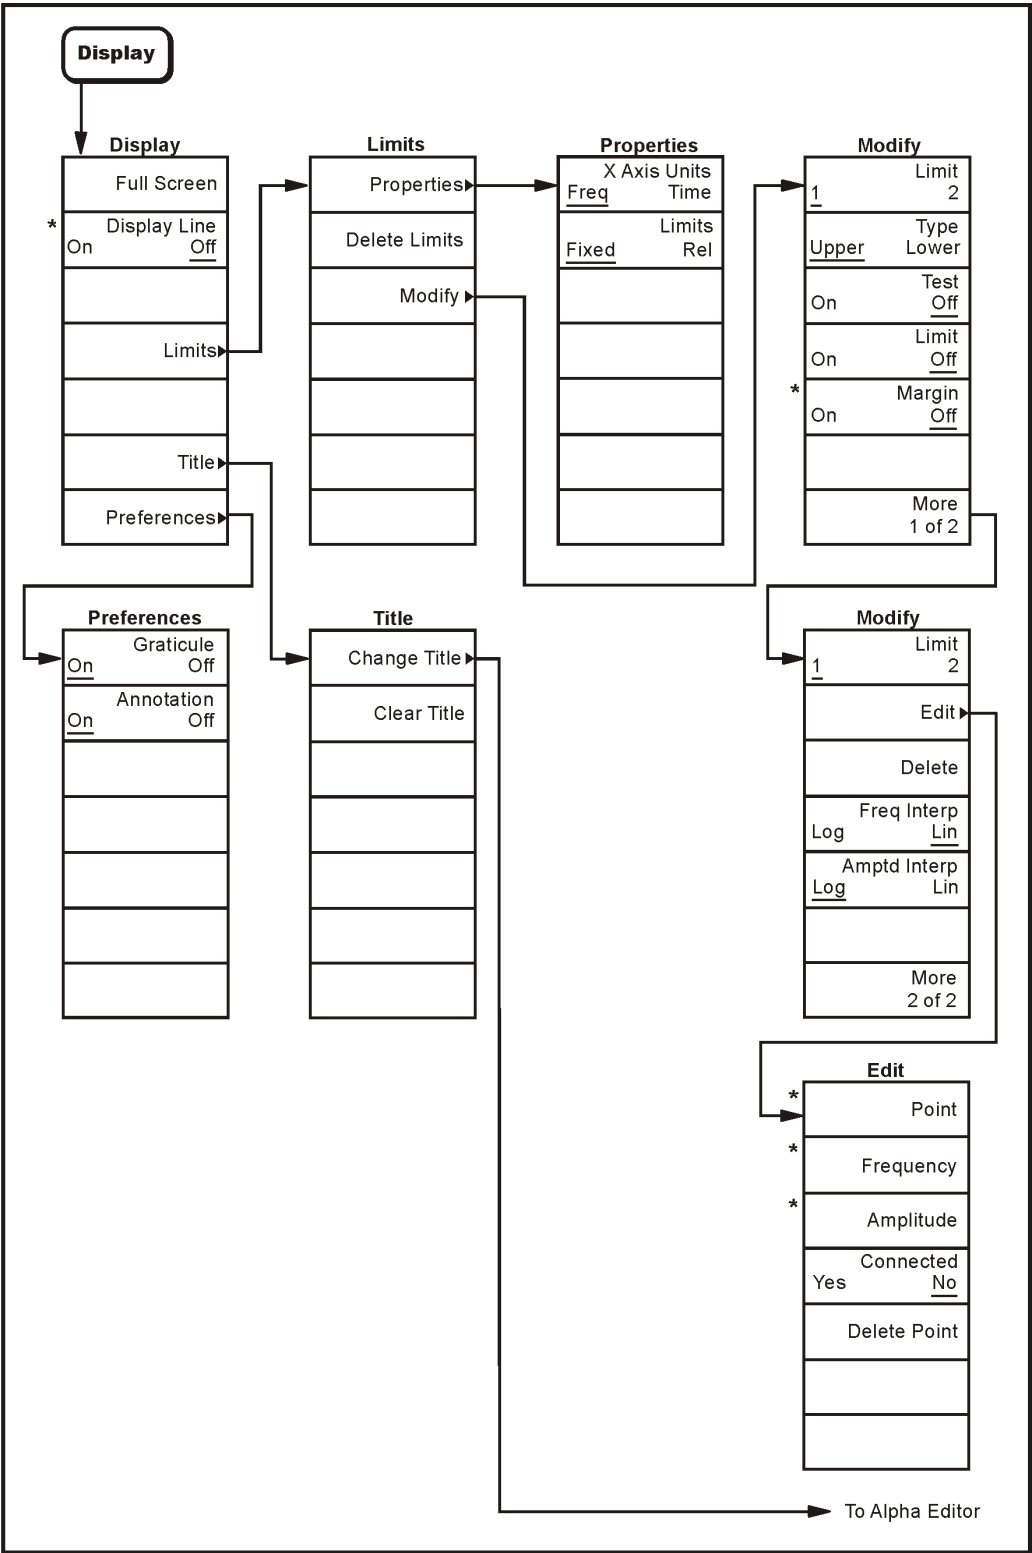 Display
Display
Full Screen
*
Display Line
On Off
Limits
Title
Preferences
Limits
Properties
Delete Limits
Modify
Properties
X Axis Units
Freq Time
Limits
Fixed Rel
Modify
Limit
1 2
Type
Upper Lower
Test
On Off
Limit
On Off
*
Margin
On Off
More
1 of 2
Preferences
Graticule
On Off
Annotation
On Off
Title
Change Title
Clear Title
Modify
Limit
1 2
Edit
Delete
Freq Interp
Log Lin
Amptd Interp
Log Lin
More
2 of 2
Edit
*
Point
*
Frequency
*
Amplitude
Connected
Yes No
Delete Point
To Alpha Editor